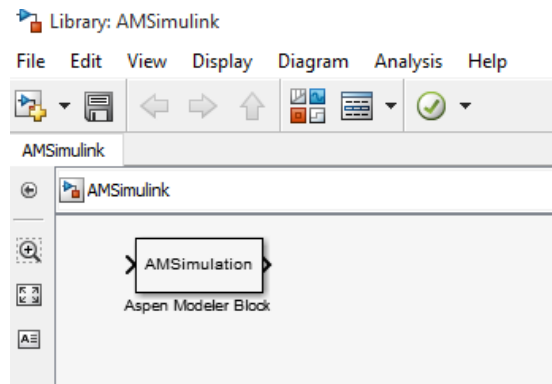 Library: AMSimulink
File Edit View Display Diagram Analysis Help
AMSimulink
AMSimulink
AMSimulation
Aspen Modeler Block
A